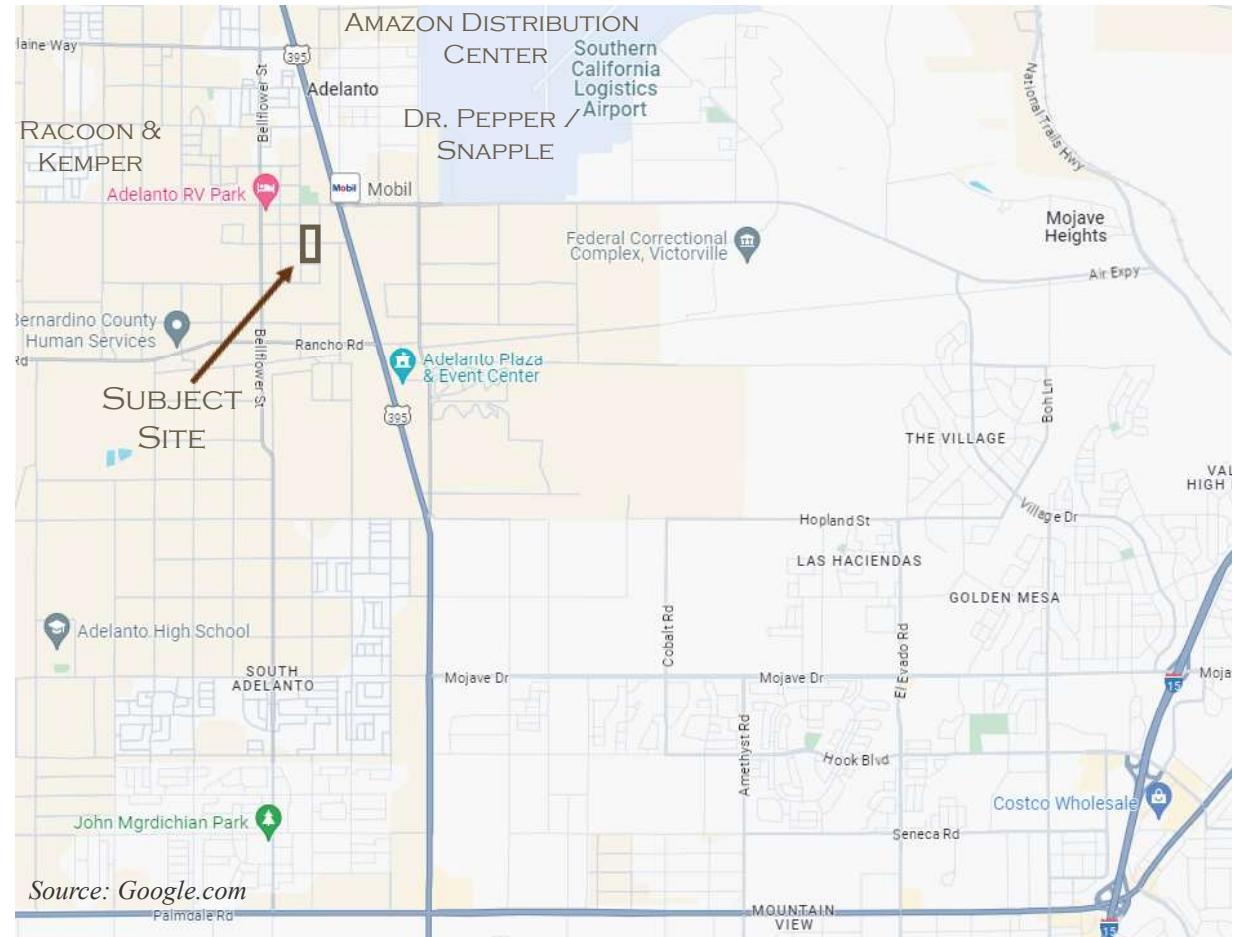 AMAZON DISTRIBUTION
CENTER
laine Way
395
Southern
California
Logistics
Airport
Bellflower St
Adelanto
National Trails Hwy
DR. PEPPER /
SNAPPLE
RACOON &
KEMPER
Adelanto RV Park
Mobil
Mobil
Mojave
Heights
Federal Correctional
Complex, Victorville
Air Expy
Bernardino County
Human Services
Rd
Bellflower St
Rancho Rd
Adelanto Plaza
& Event Center
SUBJECT
SITE
395
Boh Ln
THE VILLAGE
VAL
HIGH
Village Dr
Hopland St
LAS HACIENDAS
GOLDEN MESA
Adelanto High School
Cobalt Rd
El Evado Rd
SOUTH
ADELANTO
Mojave Dr
Mojave Dr
15
Moja
Amethyst Rd
Hook Blvd
Costco Wholesale
John Mgrdichian Park
Seneca Rd
Source: Google.com
Palmdale Rd
MOUNTAIN
VIEW
15